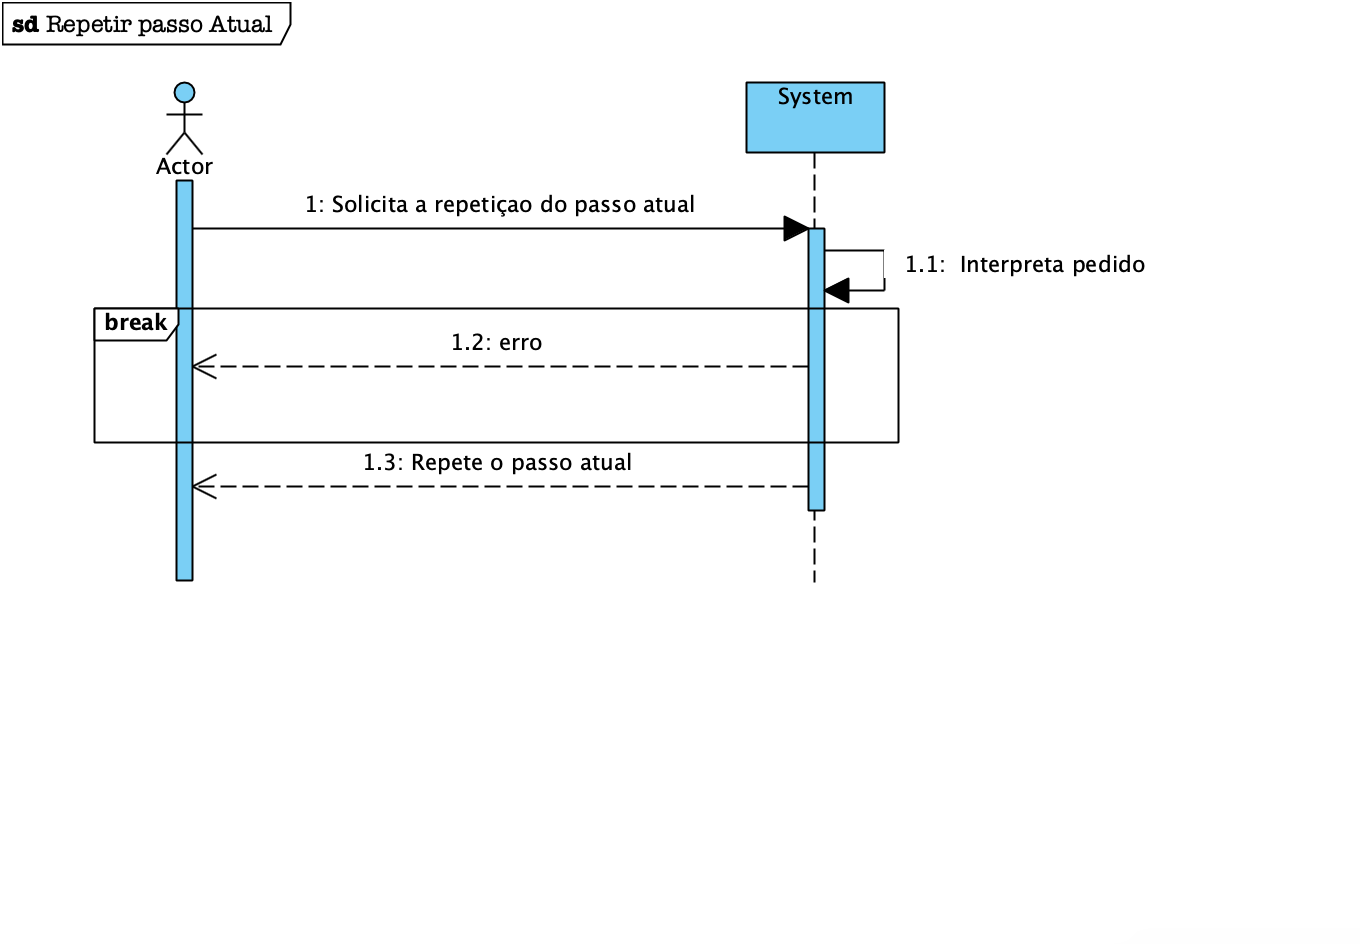 sd Repetir passo Atual
System
Actor
1: Solicita a repetiçao do passo atual
1.1:  Interpreta pedido
break
1.2: erro
1.3: Repete o passo atual